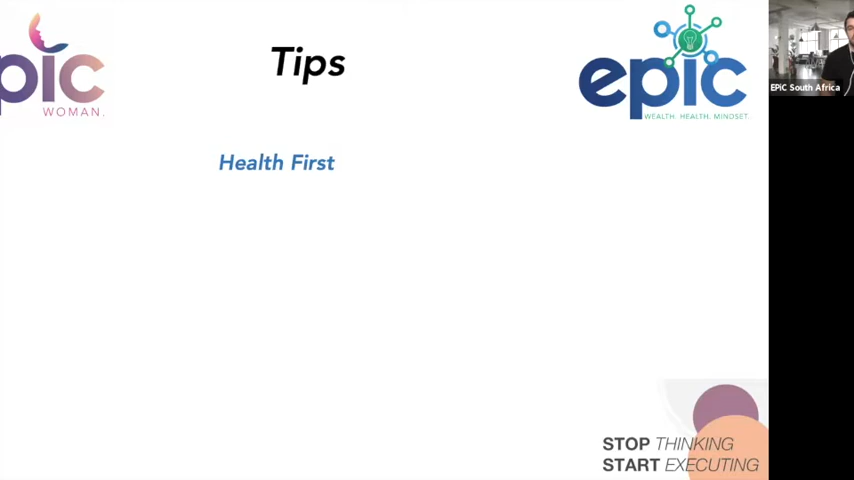 pic
WOMAN.
Tips
epic
WEALTH. HEALTH. MINDSET.
EPiC South Africa
Health First
STOP THINKING
START EXECUTING